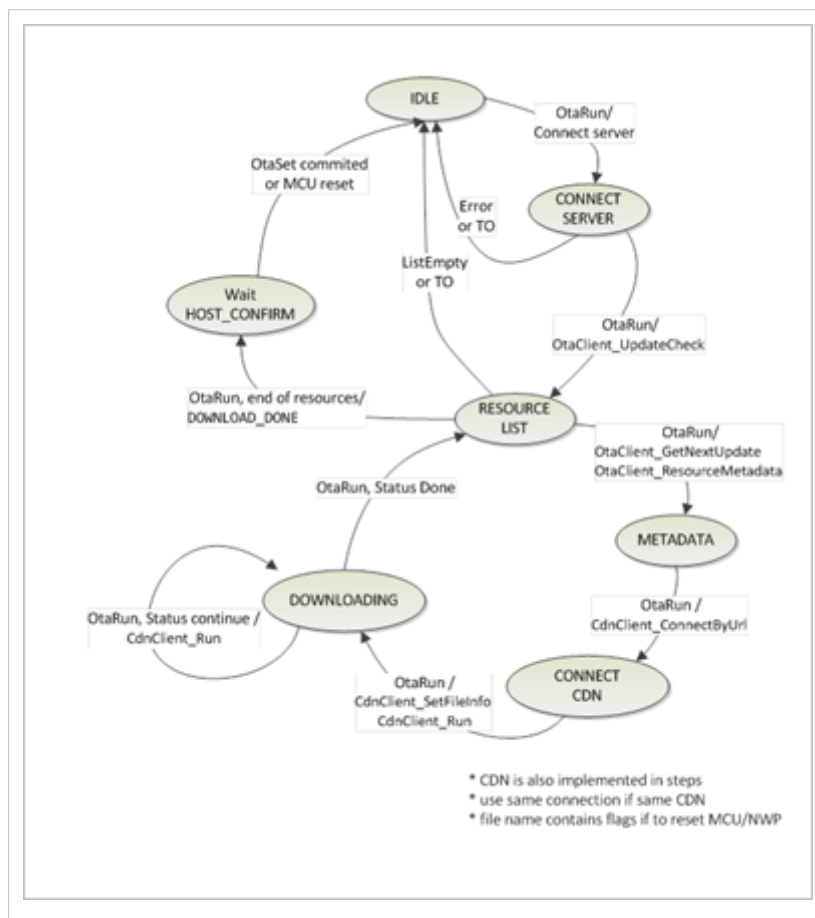 IDLE
OtaRun/
Connect server
OtaSet commited
or MCU reset
CONNECT
SERVER
Error
or TO
ListEmpty
or TO
Wait
HOST_CONFIRM
OtaRun/
OtaClient_UpdateCheck
OtaRun, end of resources/
DOWNLOAD_DONE
RESOURCE
LIST
OtaRun/
OtaClient_GetNextUpdate
OtaClient_ResourceMetadata
OtaRun, Status Done
METADATA
DOWNLOADING
OtaRun, Status continue /
CdnClient_Run
OtaRun /
CdnClient_ConnectByUrl
CONNECT
CDN
OtaRun /
CdnClient_SetFileInfo
CdnClient_Run
* CDN is also implemented in steps
* use same connection if same CDN
* file name contains flags if to reset MCU/NWP